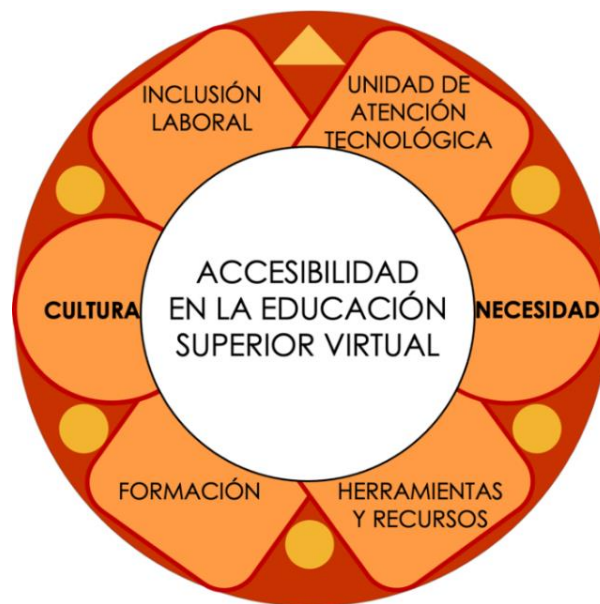 INCLUSIÓN
LABORAL
UNIDAD DE
ATENCIÓN
TECNOLÓGICA
CULTURA
ACCESIBILIDAD
EN LA EDUCACIÓN
SUPERIOR VIRTUAL
NECESIDAD
FORMACIÓN
HERRAMIENTAS
Y RECURSOS